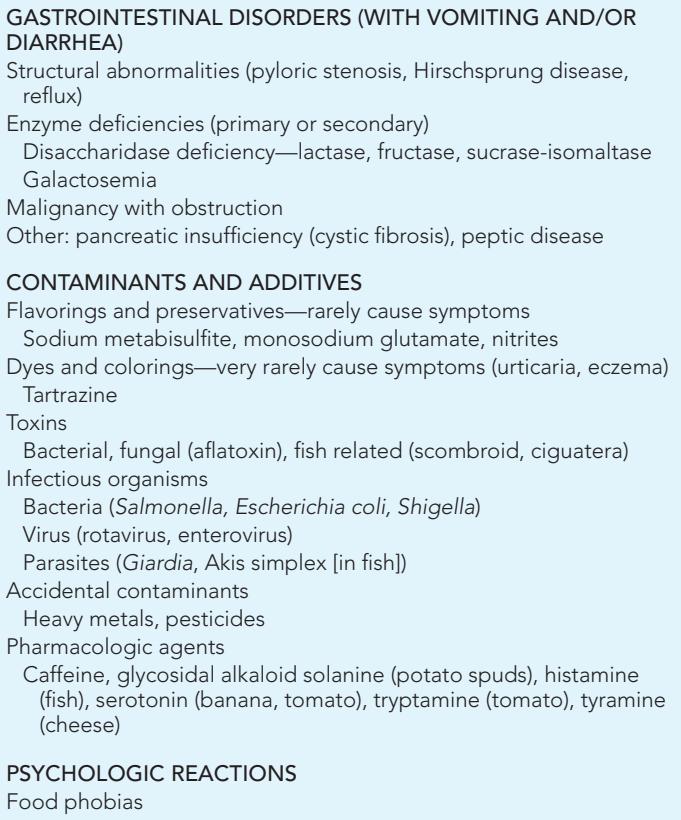 GASTROINTESTINAL DISORDERS (WITH VOMITING AND/OR
DIARRHEA)
Structural abnormalities (pyloric stenosis, Hirschsprung disease,
reflux)
Enzyme deficiencies (primary or secondary)
Disaccharidase deficiency—lactase, fructase, sucrase-isomaltase
Galactosemia
Malignancy with obstruction
Other: pancreatic insufficiency (cystic fibrosis), peptic disease
CONTAMINANTS AND ADDITIVES
Flavorings and preservatives—rarely cause symptoms
Sodium metabisulfite, monosodium glutamate, nitrites
Dyes and colorings—very rarely cause symptoms (urticaria, eczema)
Tartrazine
Toxins
Bacterial, fungal (aflatoxin), fish related (scombroid, ciguatera)
Infectious organisms
Bacteria (Salmonella, Escherichia coli, Shigella)
Virus (rotavirus, enterovirus)
Parasites (Giardia, Akis simplex [in fish])
Accidental contaminants
Heavy metals, pesticides
Pharmacologic agents
Caffeine, glycosidal alkaloid solanine (potato spuds), histamine
(fish), serotonin (banana, tomato), tryptamine (tomato), tyramine
(cheese)
PSYCHOLOGIC REACTIONS
Food phobias